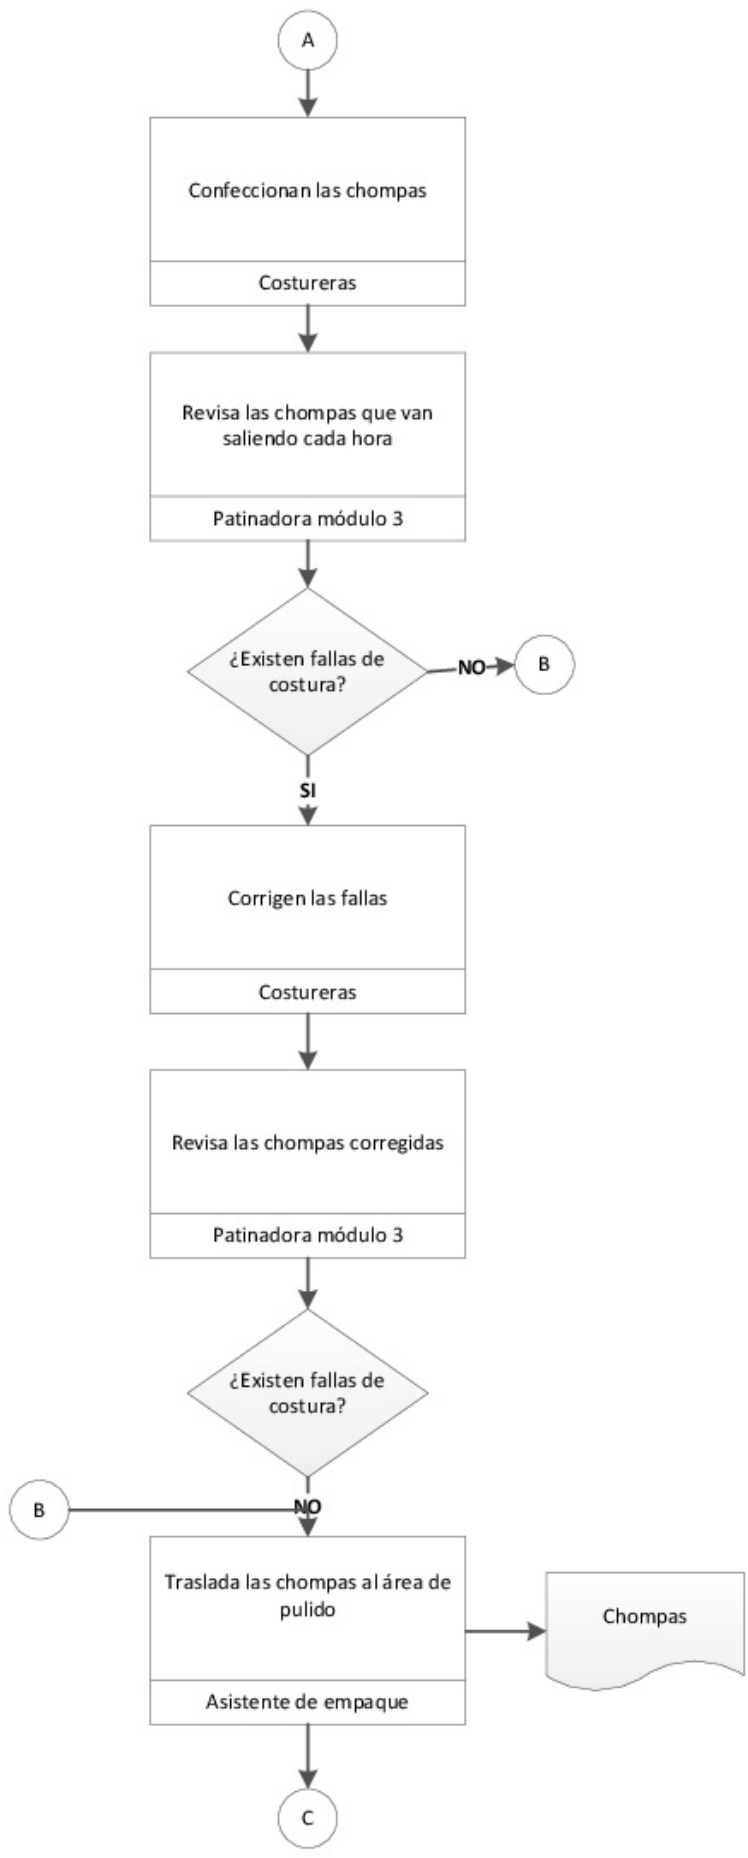 A
Confeccionan las chompas
Costureras
Revisa las chompas que van
saliendo cada hora
Patinadora módulo 3
¿Existen fallas de
costura?
NO
B
SI
Corrigen las fallas
Costureras
Revisa las chompas corregidas
Patinadora módulo 3
¿Existen fallas de
costura?
B
NO
Traslada las chompas al área de
pulido
Asistente de empaque
Chompas
C